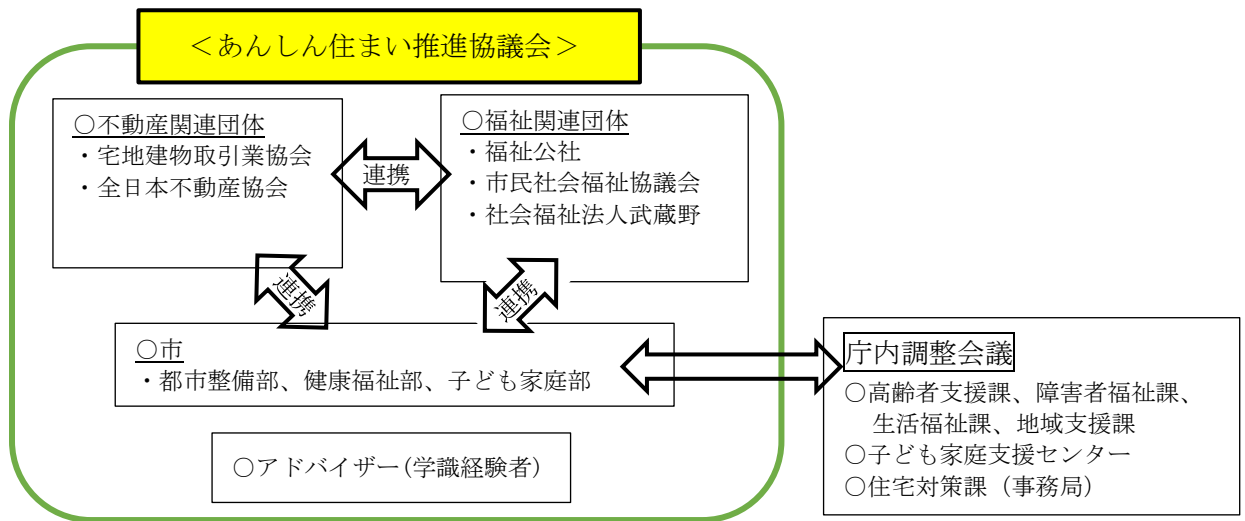 ＜あんしん住まい推進協議会＞
○不動産関連団体
・宅地建物取引業協会
・全日本不動産協会
連携
○福祉関連団体
・福祉公社
・市民社会福祉協議会
・社会福祉法人武蔵野
連携
連携
○市
・都市整備部、健康福祉部、子ども家庭部
○アドバイザー(学識経験者)
庁内調整会議
○高齢者支援課、障害者福祉課、
生活福祉課、地域支援課
○子ども家庭支援センター
○住宅対策課（事務局）